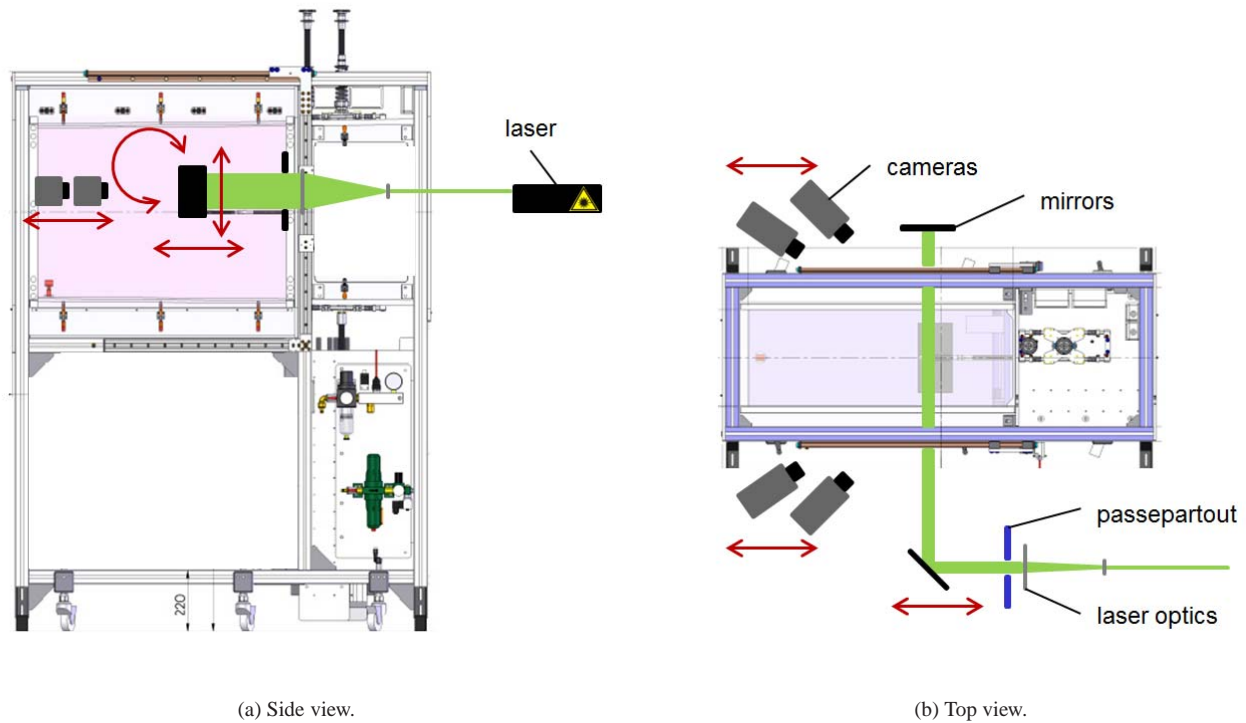 laser
220
(a) Side view.
cameras
mirrors
passepartout
laser optics
(b) Top view.